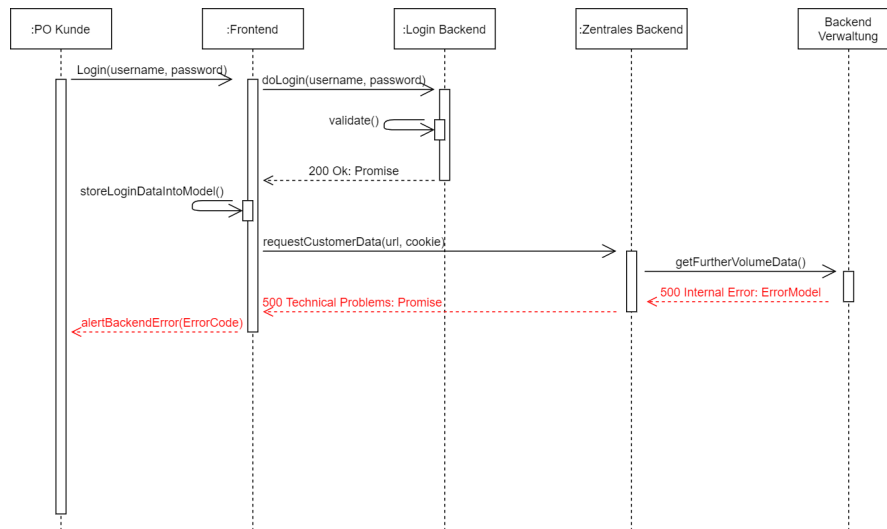 :PO Kunde
:Frontend
:Login Backend
:Zentrales Backend
Backend
Verwaltung
Login(username, password)
doLogin(username, password)
validate()
200 Ok: Promise
storeLoginDataIntoModel()
requestCustomerData(url, cookie)
getFurtherVolumeData()
500 Internal Error: ErrorModel
500 Technical Problems: Promise
alertBackendError(ErrorCode)